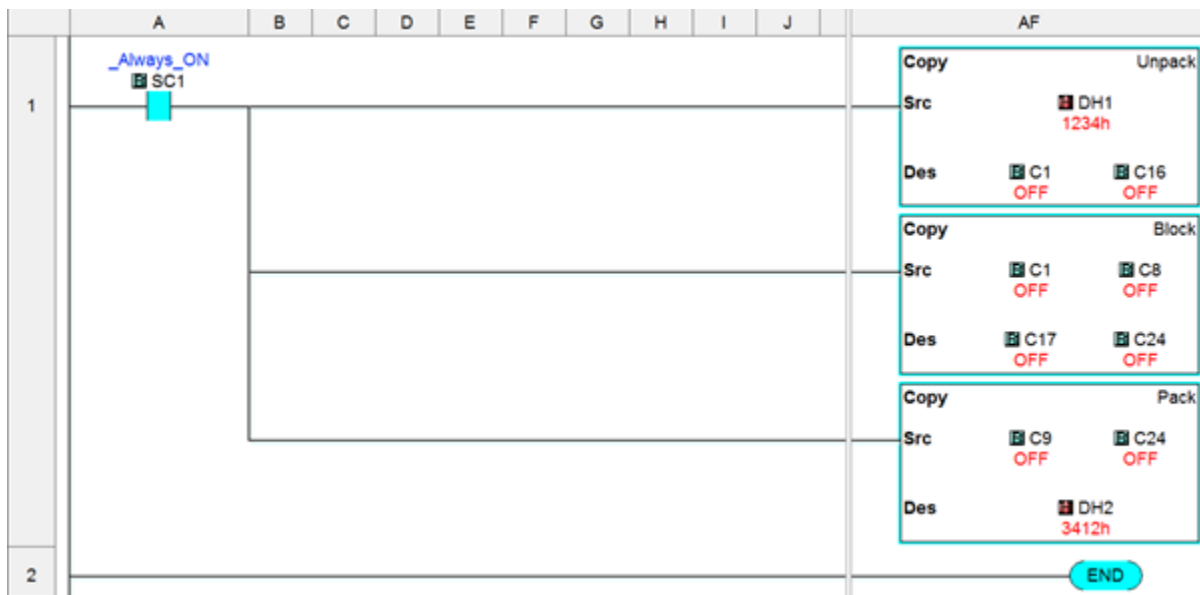 A B C D E F G H I J AF
1
_Always_ON
SC1
Copy Unpack
Src DH1
1234h
Des C1 C16
OFF OFF
Copy Block
Src C1 C8
OFF OFF
Des C17 C24
OFF OFF
Copy Pack
Src C9 C24
OFF OFF
Des DH2
3412h
2
END